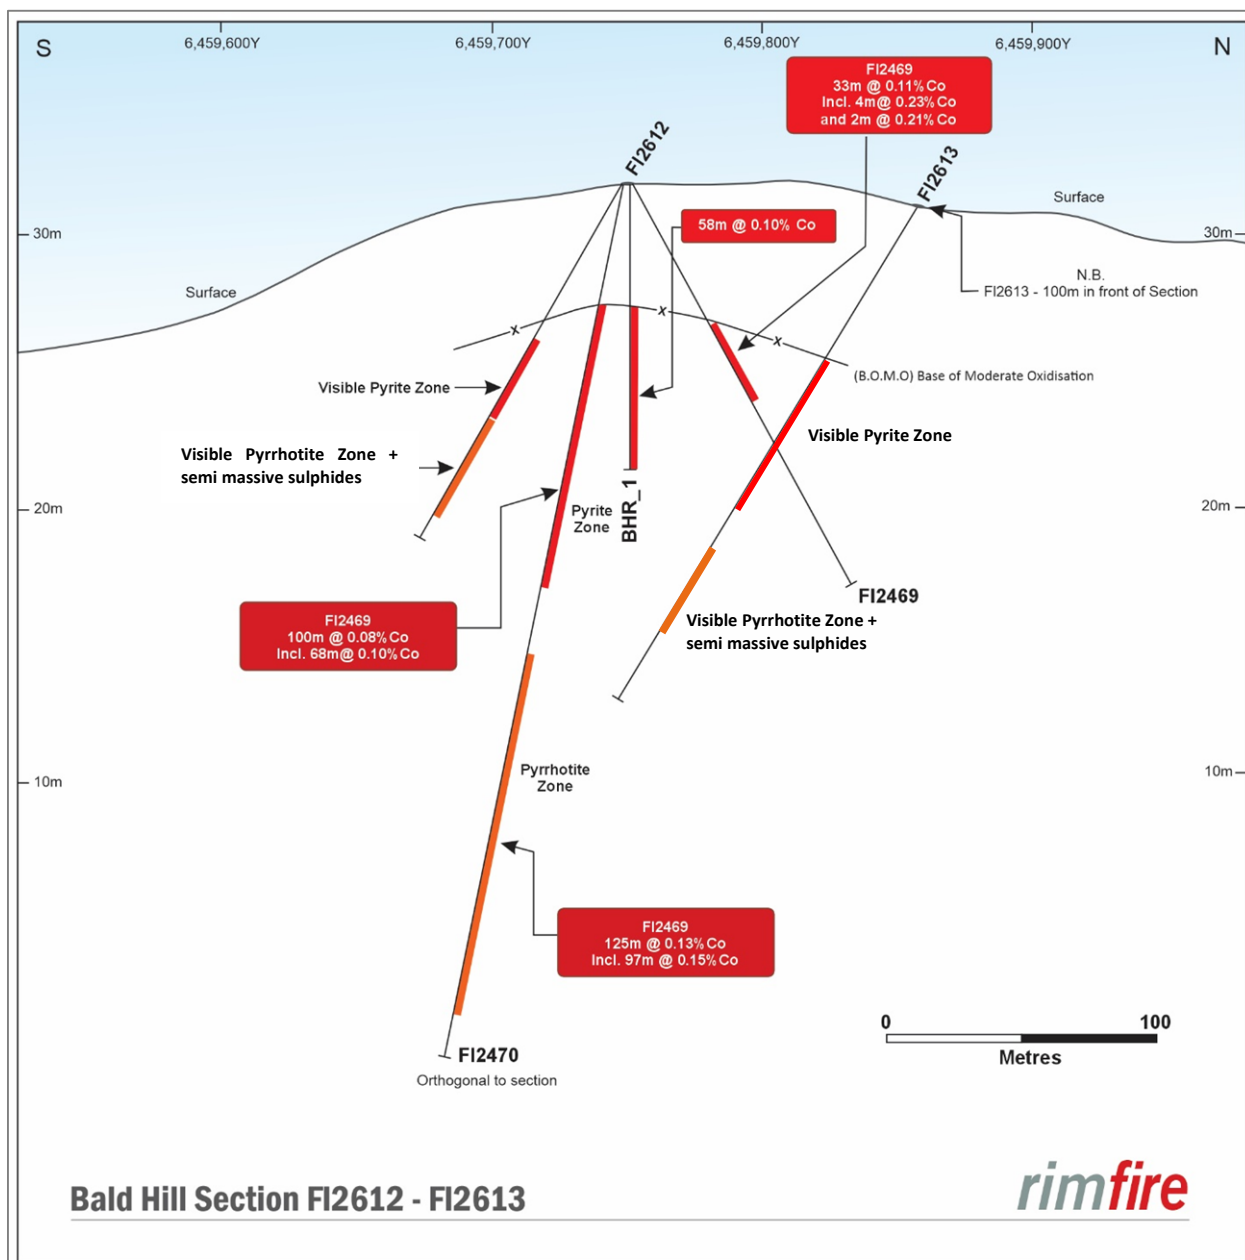 S
6,459,600Y
6,459,700Y
6,459,800Y
6,459,900Y
N
FI2469
33m @ 0.11% Co
Incl. 4m@ 0.23% Co
and 2m @ 0.21% Co
FI2612
FI2613
Surface
58m @ 0.10% Co
30m
30m
N.B.
FI2613 - 100m in front of Section
Surface
x
x
x
(B.O.M.O) Base of Moderate Oxidisation
Visible Pyrite Zone
Visible Pyrite Zone
Visible Pyrrhotite Zone +
semi massive sulphides
BHR_1
20m
20m
Pyrite
Zone
FI2469
FI2469
100m @ 0.08% Co
Incl. 68m@ 0.10% Co
Visible Pyrrhotite Zone +
semi massive sulphides
Pyrrhotite
Zone
10m
10m
FI2469
125m @ 0.13% Co
Incl. 97m @ 0.15% Co
0
100
Metres
FI2470
Orthogonal to section
Bald Hill Section FI2612 - FI2613
rimfire